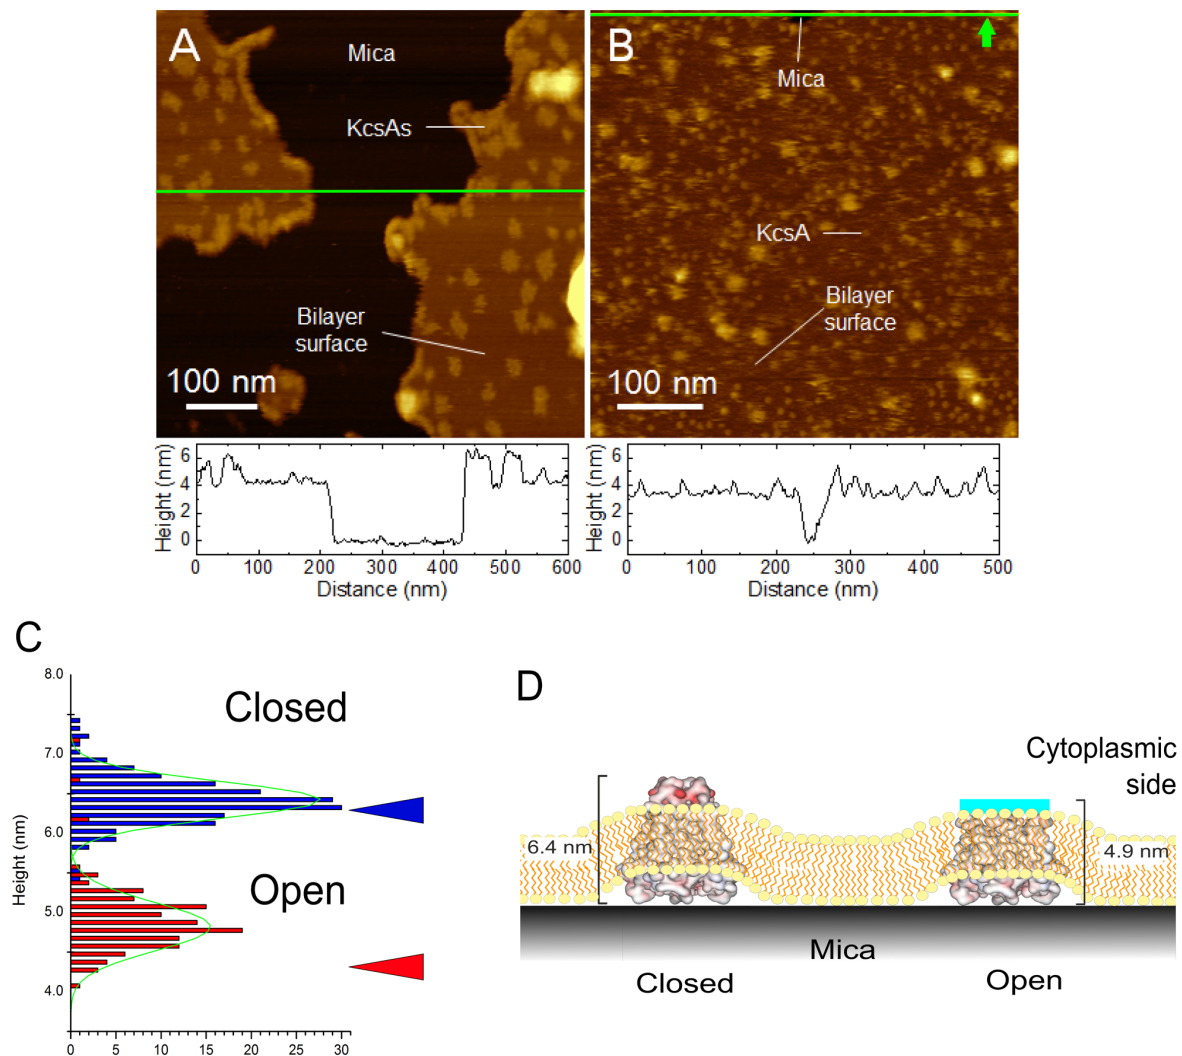 A
Mica
KcsAs
Bilayer
surface
100 nm
B
Mica
KcsA
Bilayer
surface
100 nm
Height (nm)
6
4
2
0
0 100 200 300 400 500 600
Distance (nm)
Height (nm)
6
4
2
0
0 100 200 300 400 500
Distance (nm)
C
Height (nm)
8.0
7.0
6.0
5.0
4.0
Closed
Open
0 5 10 15 20 25 30
D
Cytoplasmic
side
6.4 nm
4.9 nm
Mica
Closed
Open